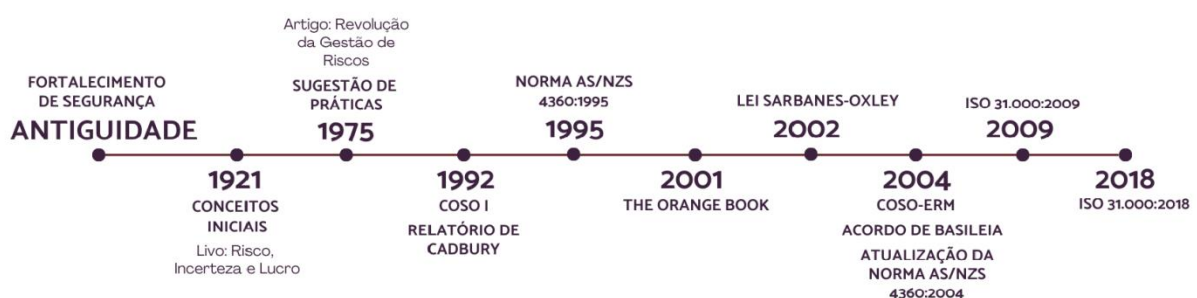 FORTALECIMENTO
DE SEGURANÇA
ANTIGUIDADE
1921
CONCEITOS
INICIAIS
Livo: Risco,
Incerteza e Lucro
Artigo: Revolução
da Gestão de
Riscos
SUGESTÃO DE
PRÁTICAS
1975
1992
COSO I
RELATÓRIO DE
CADBURY
NORMA AS/NZS
4360:1995
1995
2001
THE ORANGE BOOK
LEI SARBANES-OXLEY
2002
2004
COSO-ERM
ACORDO DE BASILEIA
ATUALIZAÇÃO DA
NORMA AS/NZS
4360:2004
ISO 31.000:2009
2009
2018
ISO 31.000:2018